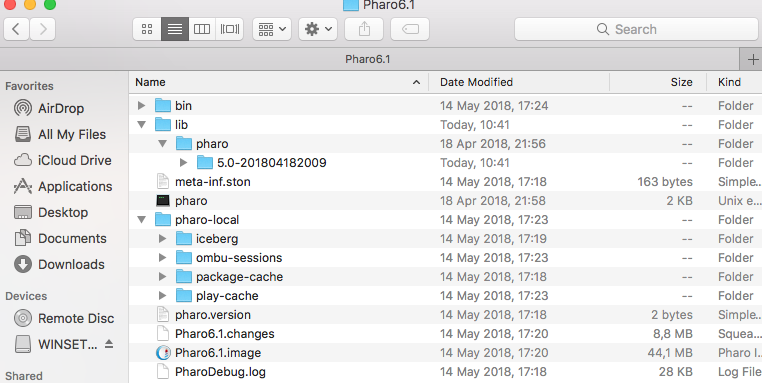 Pharo6.1
Search
Pharo6.1
Favorites
AirDrop
All My Files
iCloud Drive
Applications
Desktop
Documents
Downloads
Devices
Remote Disc
WINSET...
Shared
Name Date Modified Size Kind
bin 14 May 2018, 17:24 -- Folder
lib Today, 10:41 -- Folder
pharo 18 Apr 2018, 21:56 -- Folder
5.0-201804182009 Today, 10:41 -- Folder
meta-inf.ston 14 May 2018, 17:18 163 bytes Simple...
pharo 18 Apr 2018, 21:58 2 KB Unix e...
pharo-local 14 May 2018, 17:23 -- Folder
iceberg 14 May 2018, 17:19 -- Folder
ombu-sessions 14 May 2018, 17:23 -- Folder
package-cache 14 May 2018, 17:18 -- Folder
play-cache 14 May 2018, 17:23 -- Folder
pharo.version 14 May 2018, 17:18 2 bytes Simple...
Pharo6.1.changes 14 May 2018, 17:20 8,8 MB Squea...
Pharo6.1.image 14 May 2018, 17:20 44,1 MB Pharo I...
PharoDebug.log 14 May 2018, 17:18 28 KB Log File